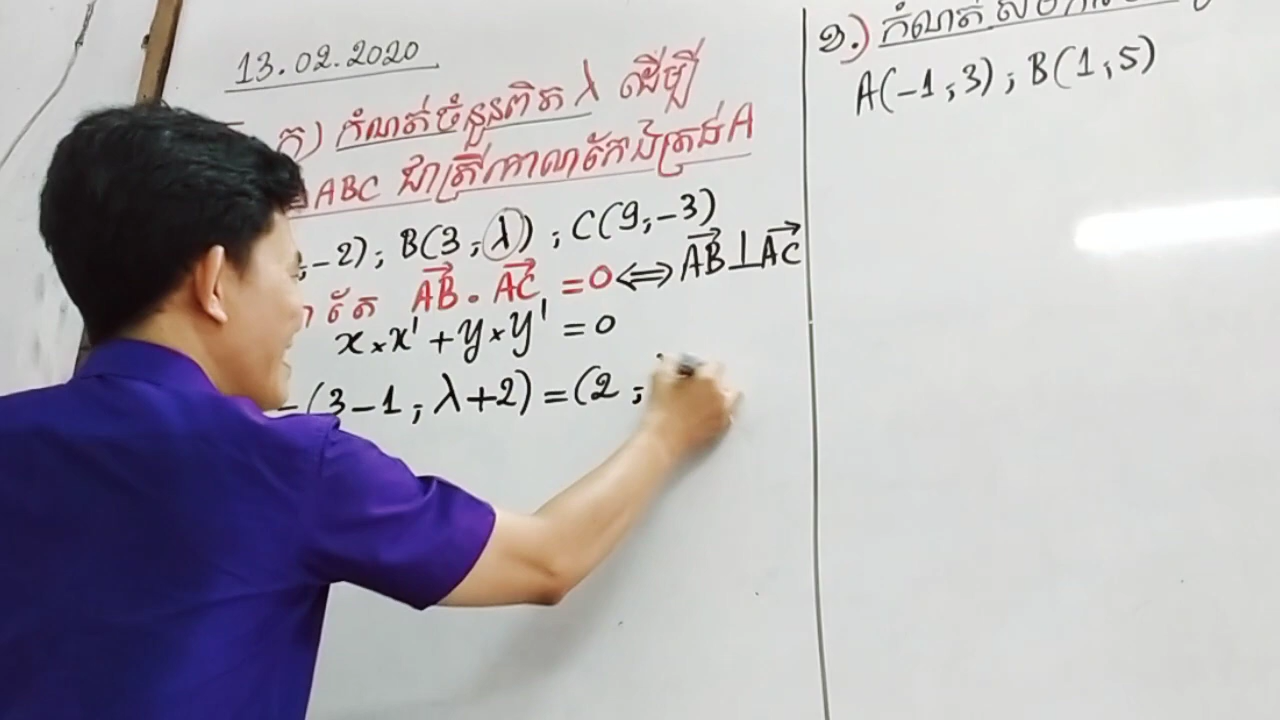 13.02.2020
ក) កំណត់ចំនួនពិត λ ដើម្បី
ABC ជាត្រីកោណកែងត្រង់ A
; -2) ; B(3 ; λ) ; C(9 ; -3)
តែ AB⃗ . AC⃗ = 0 ⟺ AB⃗ ⊥ AC⃗
x × x' + y × y' = 0
= (3 - 1 ; λ + 2) = (2 ;
ខ.) កំណត់
A(-1 ; 3) ; B(1 ; 5)